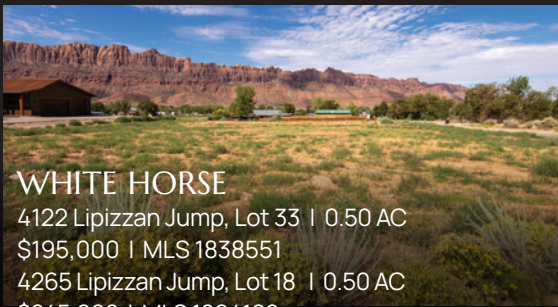 WHITE HORSE
4122 Lipizzan Jump, Lot 33 | 0.50 AC
$195,000 | MLS 1838551
4265 Lipizzan Jump, Lot 18 | 0.50 AC